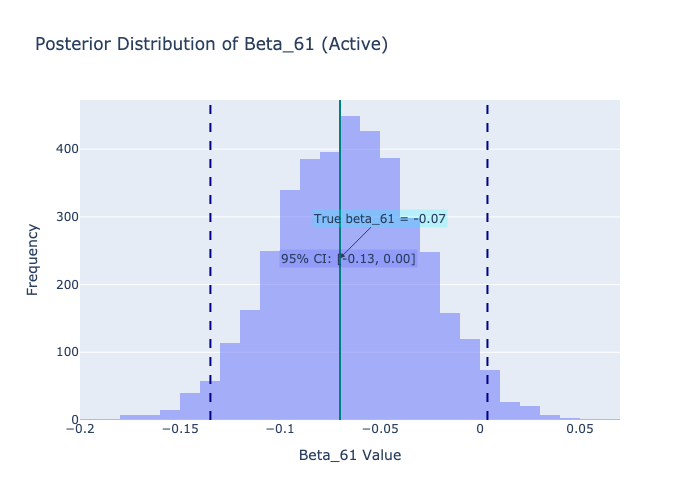 Posterior Distribution of Beta_61 (Active)
400
300
200
100
0
Frequency
True beta_61 = -0.07
95% CI: [-0.13, 0.00]
−0.2
−0.15
−0.1
−0.05
0
0.05
Beta_61 Value